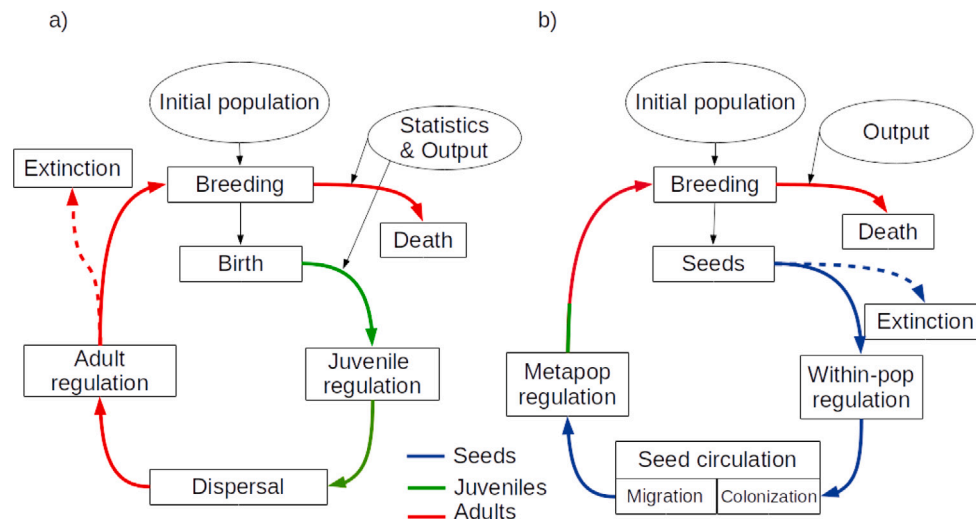 a)
Initial population
Statistics
& Output
Extinction
Breeding
Death
Birth
Adult
regulation
Juvenile
regulation
Dispersal
Seeds
Juveniles
Adults
b)
Initial population
Output
Breeding
Death
Seeds
Extinction
Metapop
regulation
Within-pop
regulation
Seed circulation
Migration
Colonization